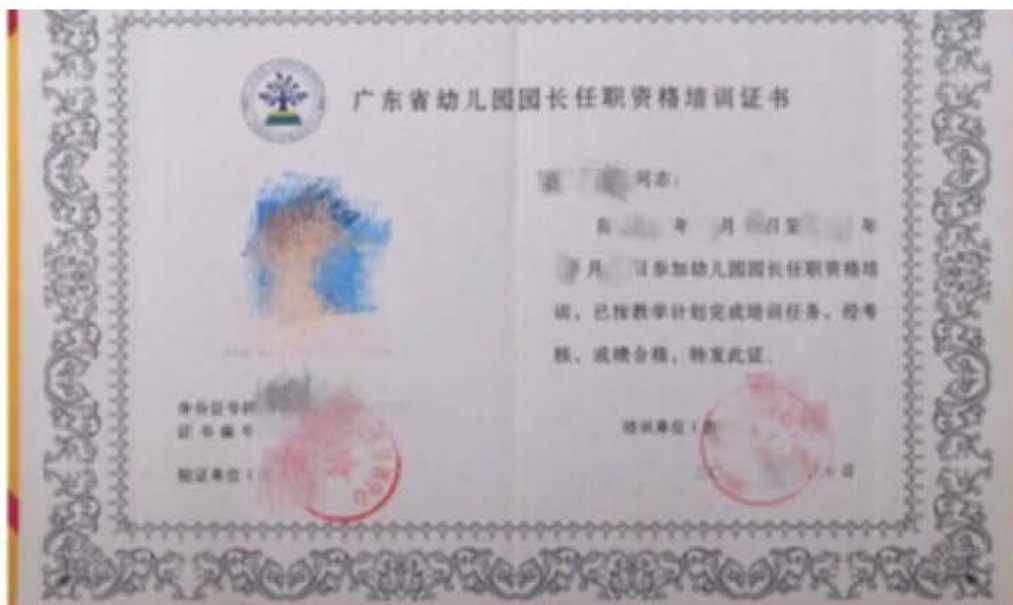 广东省幼儿园园长任职资格培训证书
同志：
自 年 月 日至 年
月 日参加幼儿园园长任职资格培
训，已按教学计划完成培训任务，经考
核，成绩合格，特发此证
身份证号
证书编号
验证单位（
培训单位（